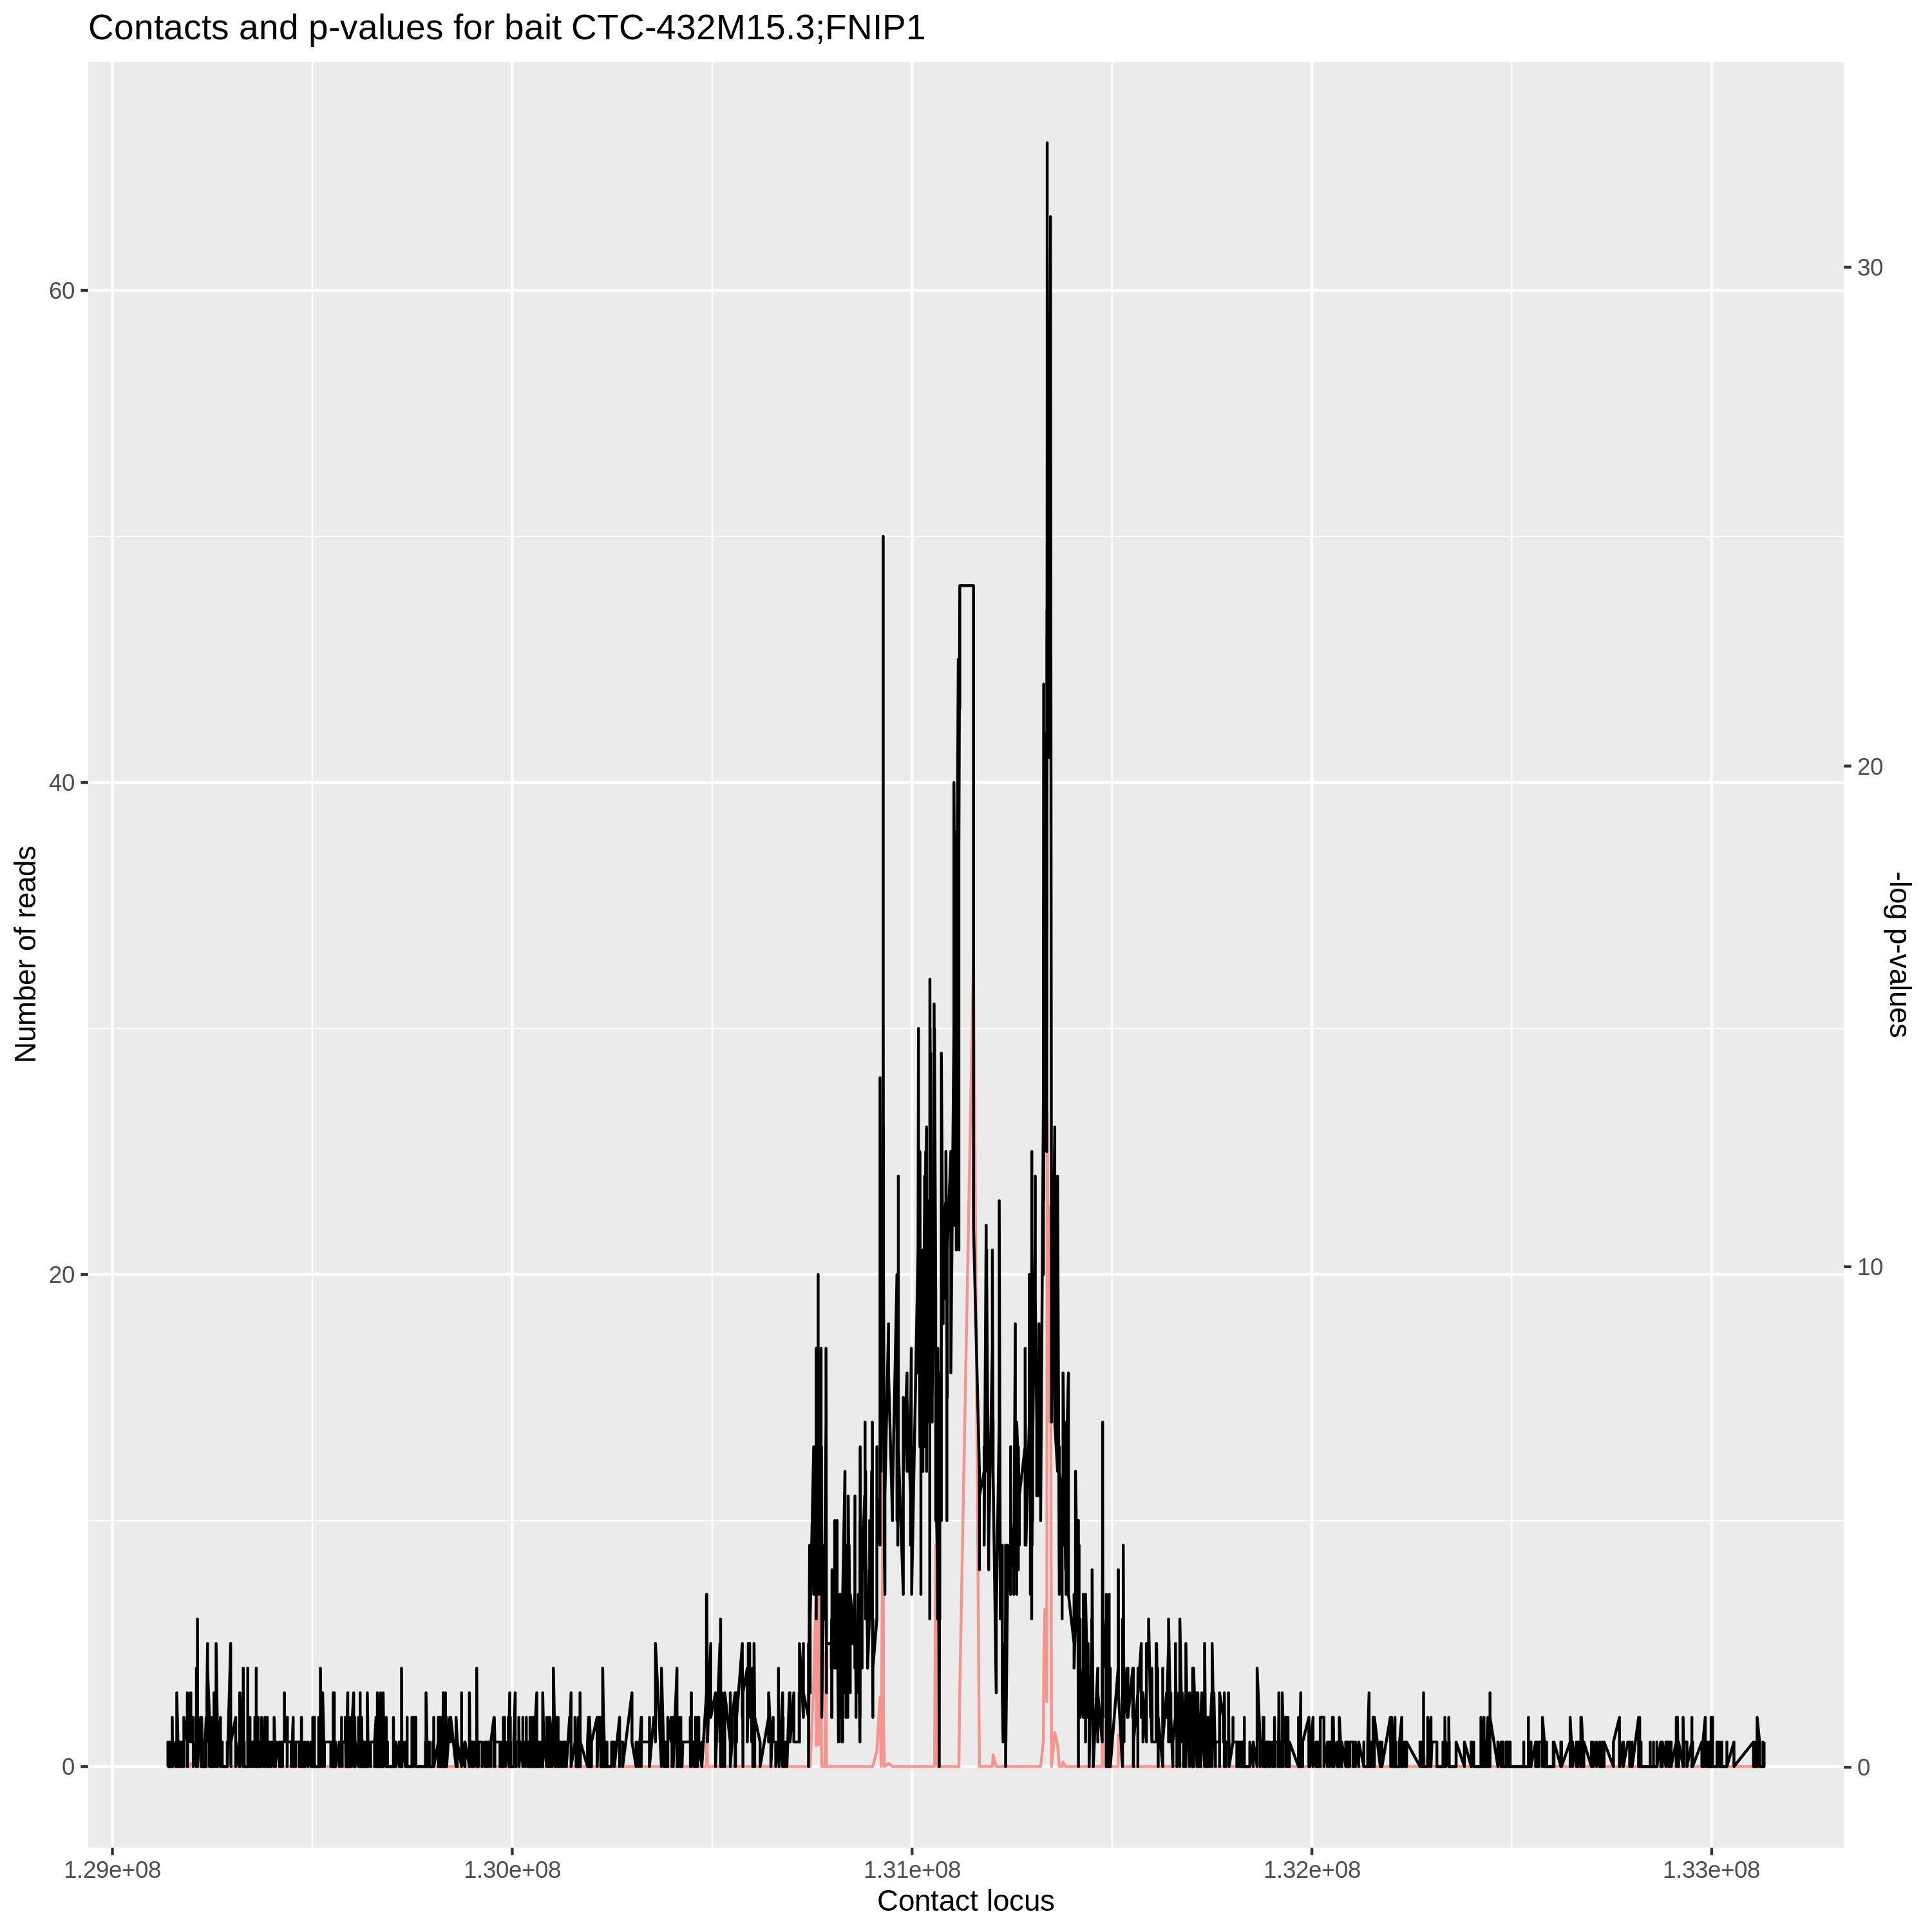 Contacts and p-values for bait CTC-432M15.3;FNIP1
60
40
20
0
30
20
10
0
Number of reads
-log p-values
1.29e+08
1.30e+08
1.31e+08
1.32e+08
1.33e+08
Contact locus